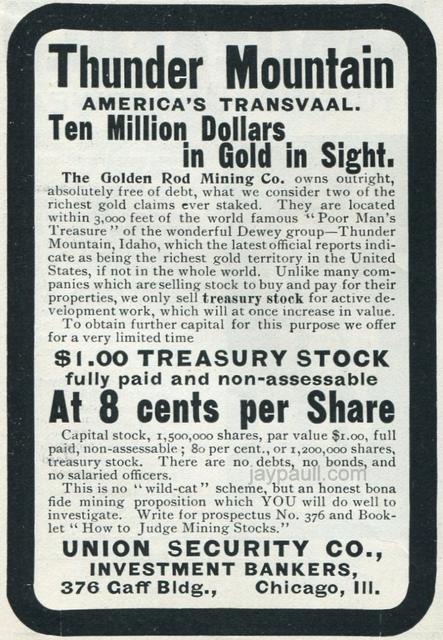 Thunder Mountain
AMERICA'S TRANSVAAL.
Ten Million Dollars
in Gold in Sight.
The Golden Rod Mining Co. owns outright,
absolutely free of debt, what we consider two of the
richest gold claims ever staked. They are located
within 3,000 feet of the world famous "Poor Man's
Treasure" of the wonderful Dewey group—Thunder
Mountain, Idaho, which the latest official reports indi-
cate as being the richest gold territory in the United
States, if not in the whole world. Unlike many com-
panies which are selling stock to buy and pay for their
properties, we only sell treasury stock for active de-
velopment work, which will at once increase in value.
To obtain further capital for this purpose we offer
for a very limited time
$1.00 TREASURY STOCK
fully paid and non-assessable
At 8 cents per Share
Capital stock, 1,500,000 shares, par value $1.00, full
paid, non-assessable; 80 per cent., or 1,200,000 shares,
treasury stock. There are no debts, no bonds, and
no salaried officers.
jaypaull.com
This is no "wild-cat" scheme, but an honest bona
fide mining proposition which YOU will do well to
investigate. Write for prospectus No. 376 and Book-
let "How to Judge Mining Stocks."
UNION SECURITY CO.,
INVESTMENT BANKERS,
376 Gaff Bldg., Chicago, Ill.